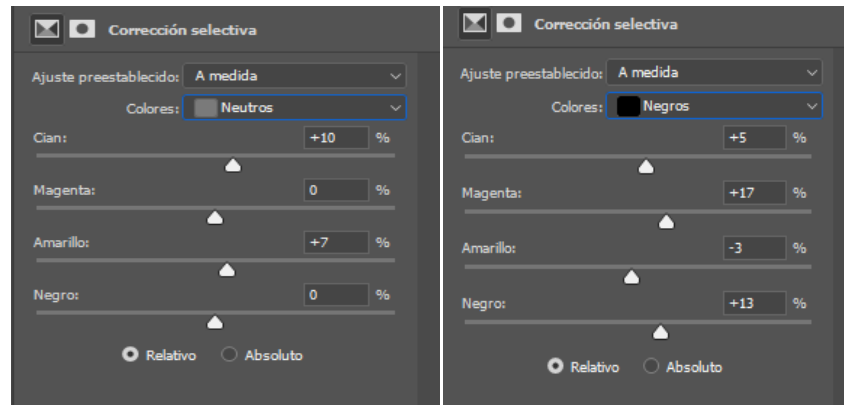 Corrección selectiva
Ajuste preestablecido: A medida
Colores: Neutros
Cian: +10 %
Magenta: 0 %
Amarillo: +7 %
Negro: 0 %
Relativo Absoluto
Corrección selectiva
Ajuste preestablecido: A medida
Colores: Negros
Cian: +5 %
Magenta: +17 %
Amarillo: -3 %
Negro: +13 %
Relativo Absoluto